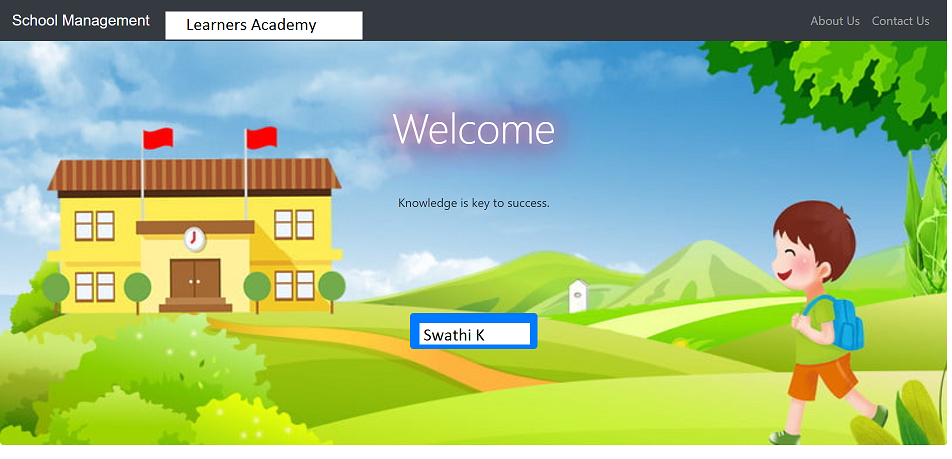 School Management Learners Academy About Us Contact Us
Welcome
Knowledge is key to success.
Swathi K